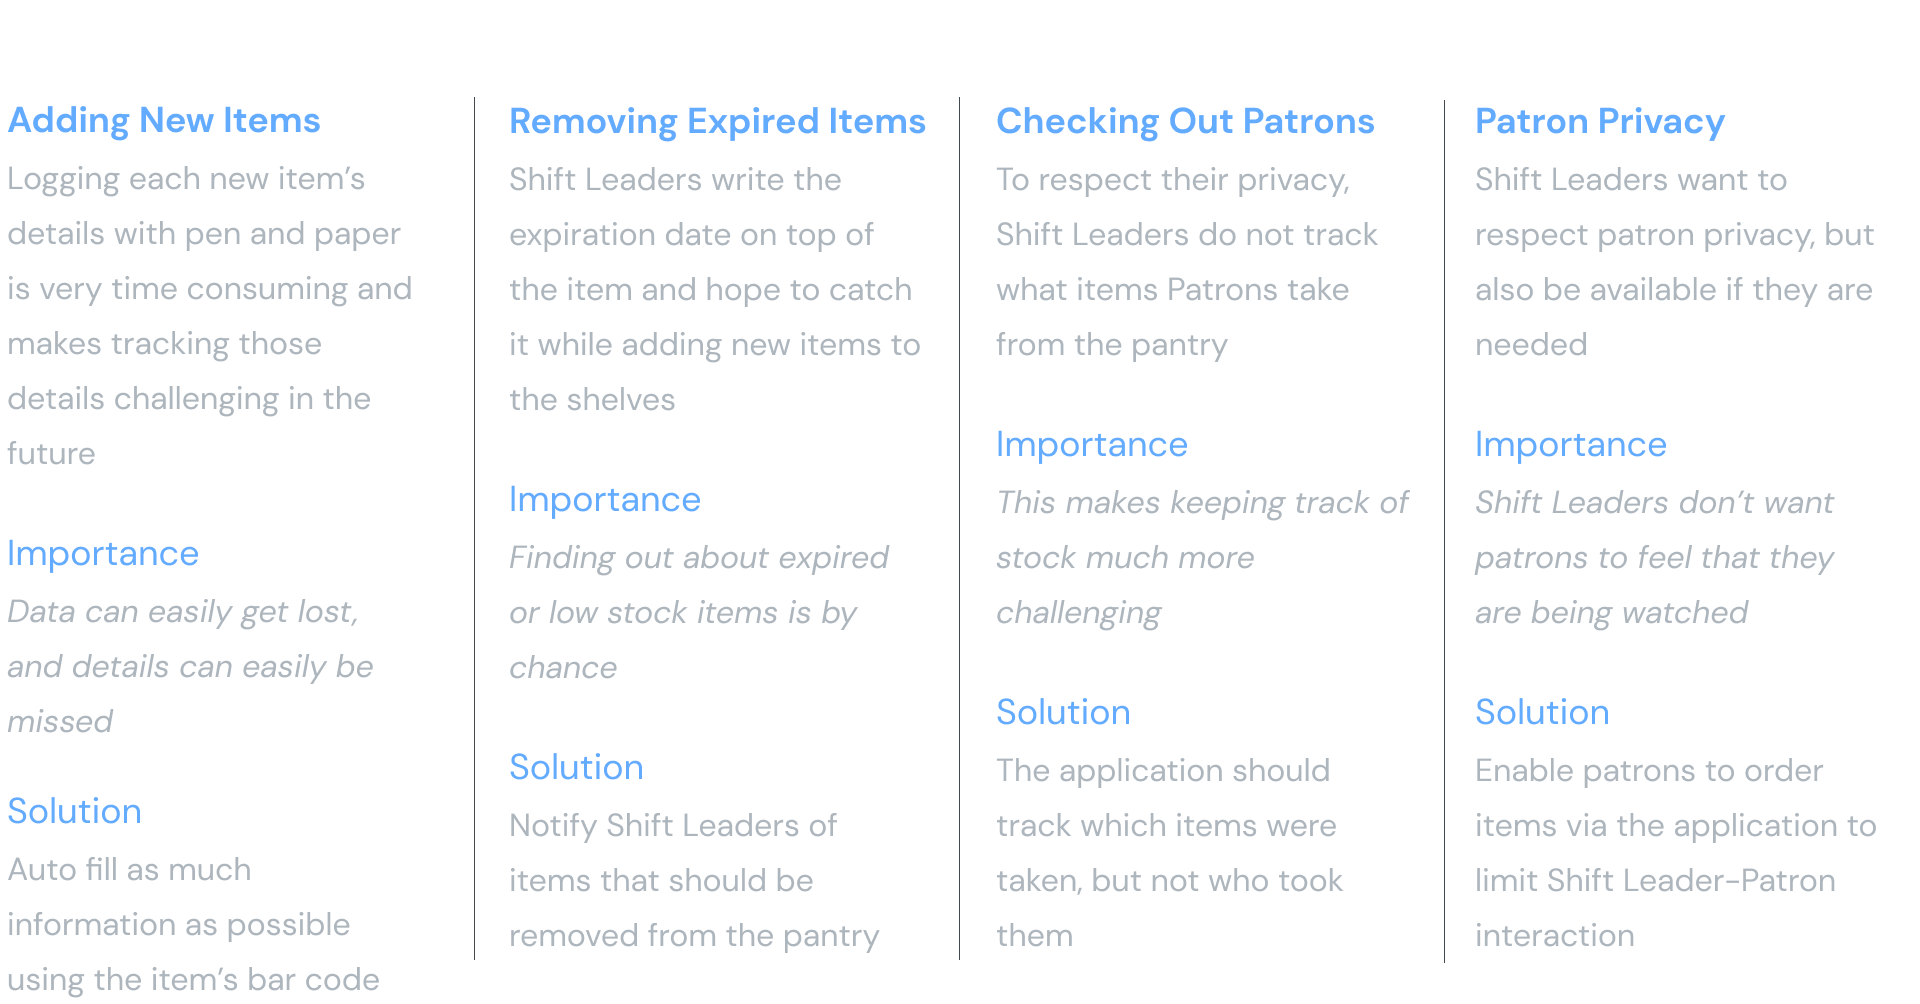 Adding New Items
Logging each new item’s
details with pen and paper
is very time consuming and
makes tracking those
details challenging in the
future
Importance
Data can easily get lost,
and details can easily be
missed
Solution
Auto fill as much
information as possible
using the item’s bar code
Removing Expired Items
Shift Leaders write the
expiration date on top of
the item and hope to catch
it while adding new items to
the shelves
Importance
Finding out about expired
or low stock items is by
chance
Solution
Notify Shift Leaders of
items that should be
removed from the pantry
Checking Out Patrons
To respect their privacy,
Shift Leaders do not track
what items Patrons take
from the pantry
Importance
This makes keeping track of
stock much more
challenging
Solution
The application should
track which items were
taken, but not who took
them
Patron Privacy
Shift Leaders want to
respect patron privacy, but
also be available if they are
needed
Importance
Shift Leaders don’t want
patrons to feel that they
are being watched
Solution
Enable patrons to order
items via the application to
limit Shift Leader-Patron
interaction